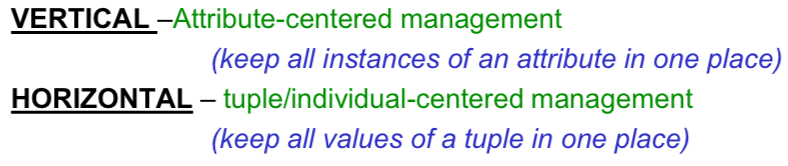 VERTICAL –Attribute-centered management
(keep all instances of an attribute in one place)
HORIZONTAL – tuple/individual-centered management
(keep all values of a tuple in one place)